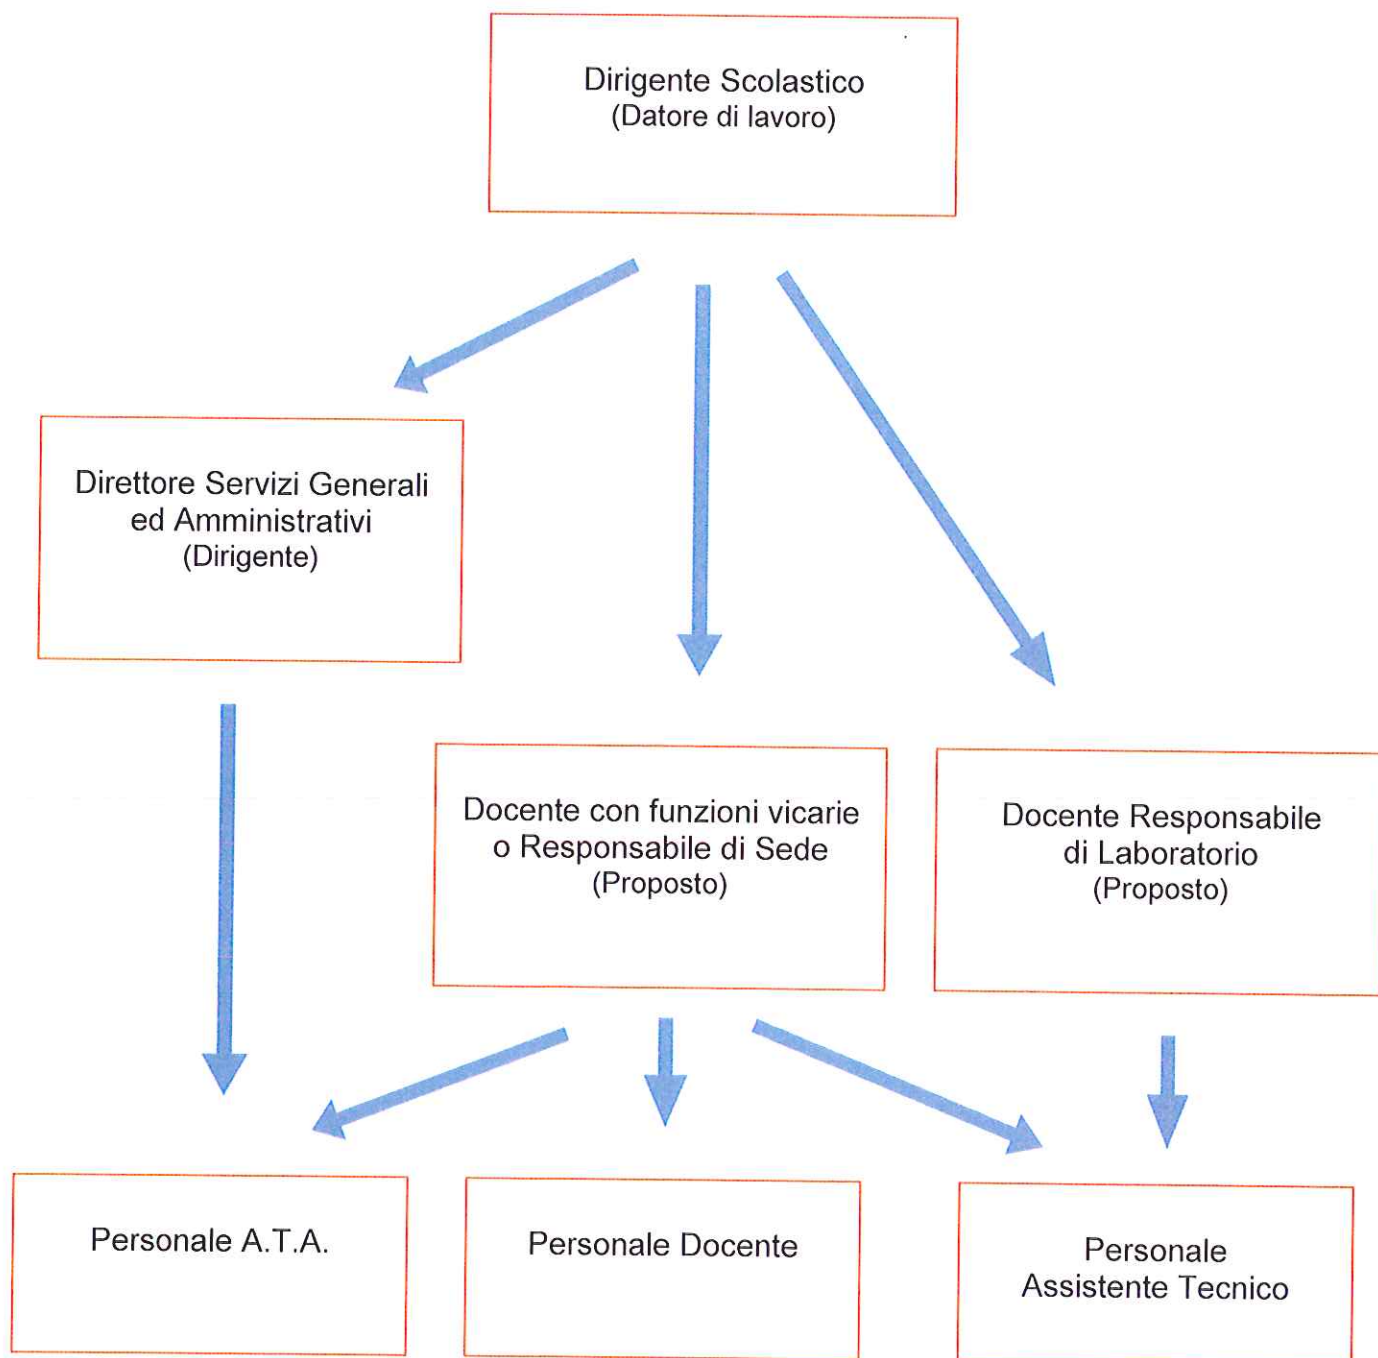 Dirigente Scolastico
(Datore di lavoro)
Direttore Servizi Generali
ed Amministrativi
(Dirigente)
Docente con funzioni vicarie
o Responsabile di Sede
(Proposto)
Docente Responsabile
di Laboratorio
(Proposto)
Personale A.T.A.
Personale Docente
Personale
Assistente Tecnico